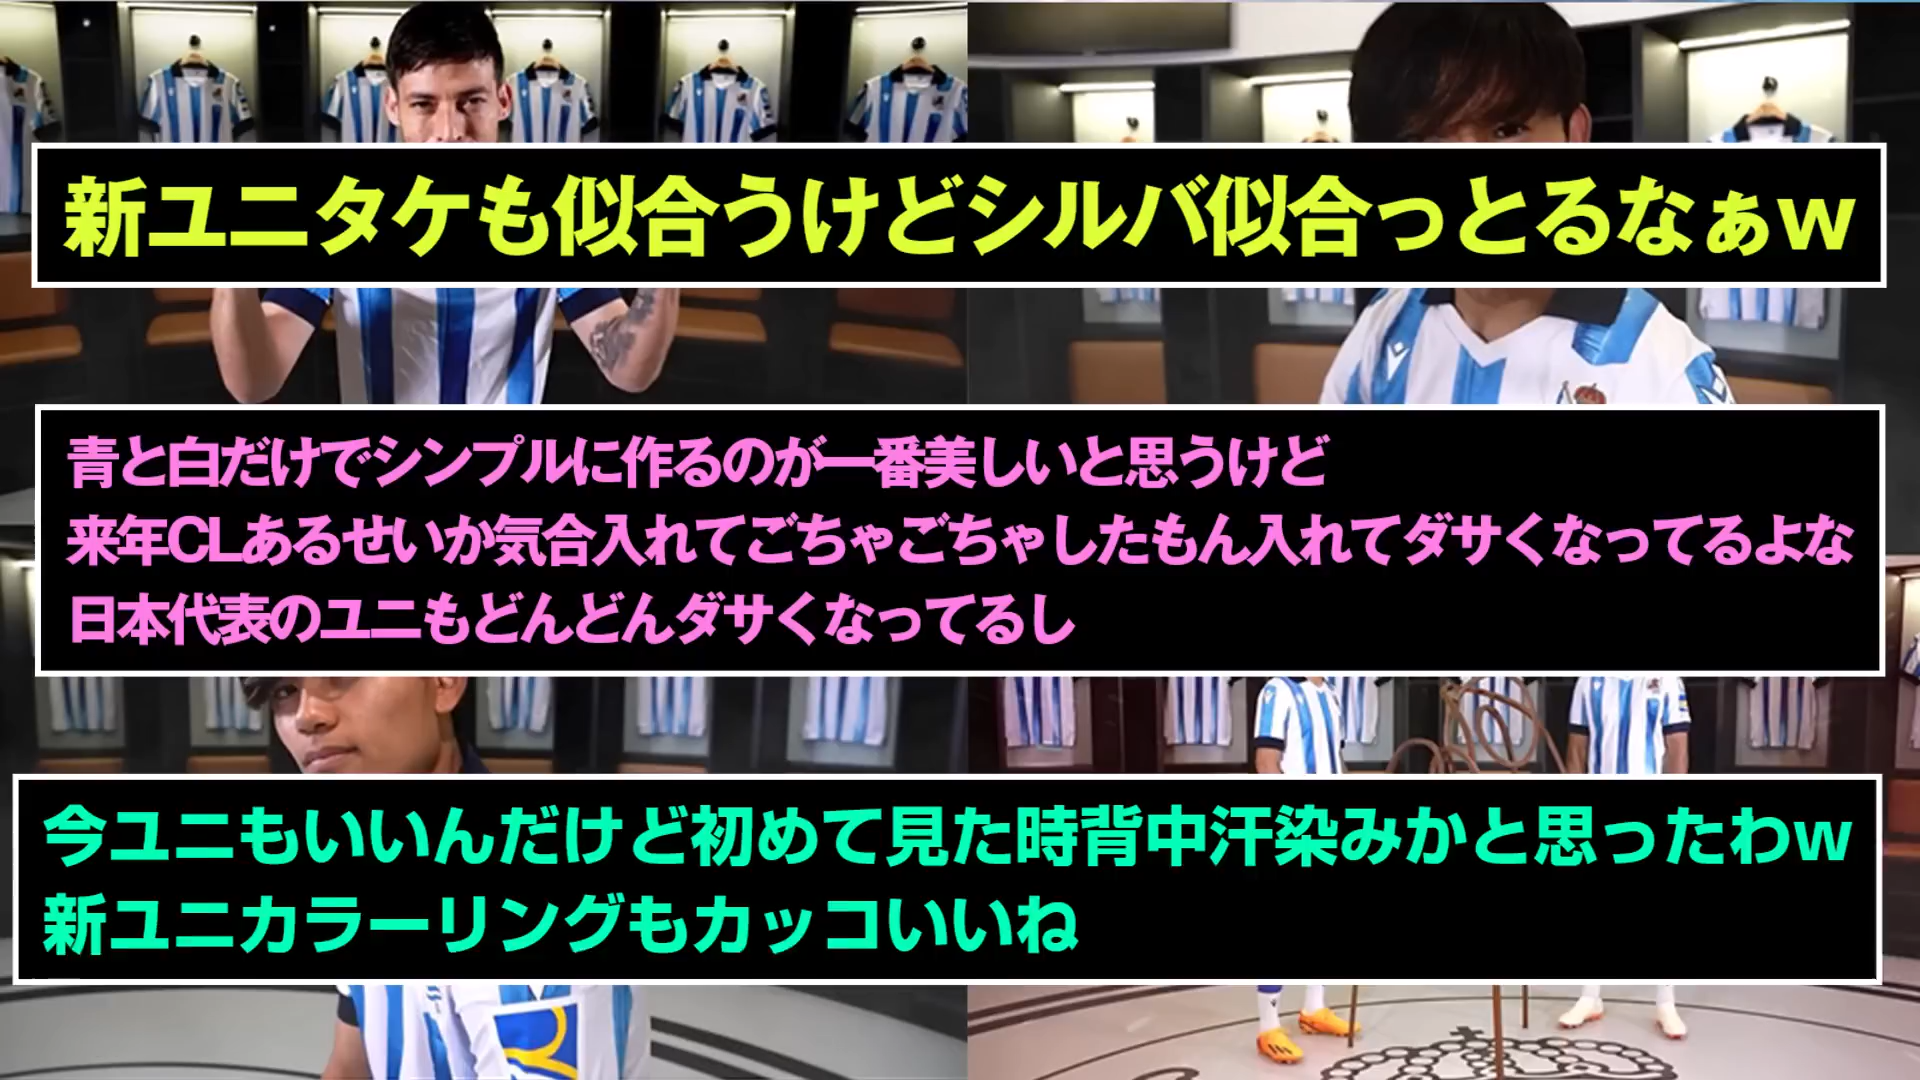 新ユニタケも似合うけどシルバ似合っとるなぁw
青と白だけでシンプルに作るのが一番美しいと思うけど
来年CLあるせいか気合入れてごちゃごちゃしたもん入れてダサくなってるよな
日本代表のユニもどんどんダサくなってるし
今ユニもいいんだけど初めて見た時背中汗染みかと思ったわw
新ユニカラーリングもカッコいいね